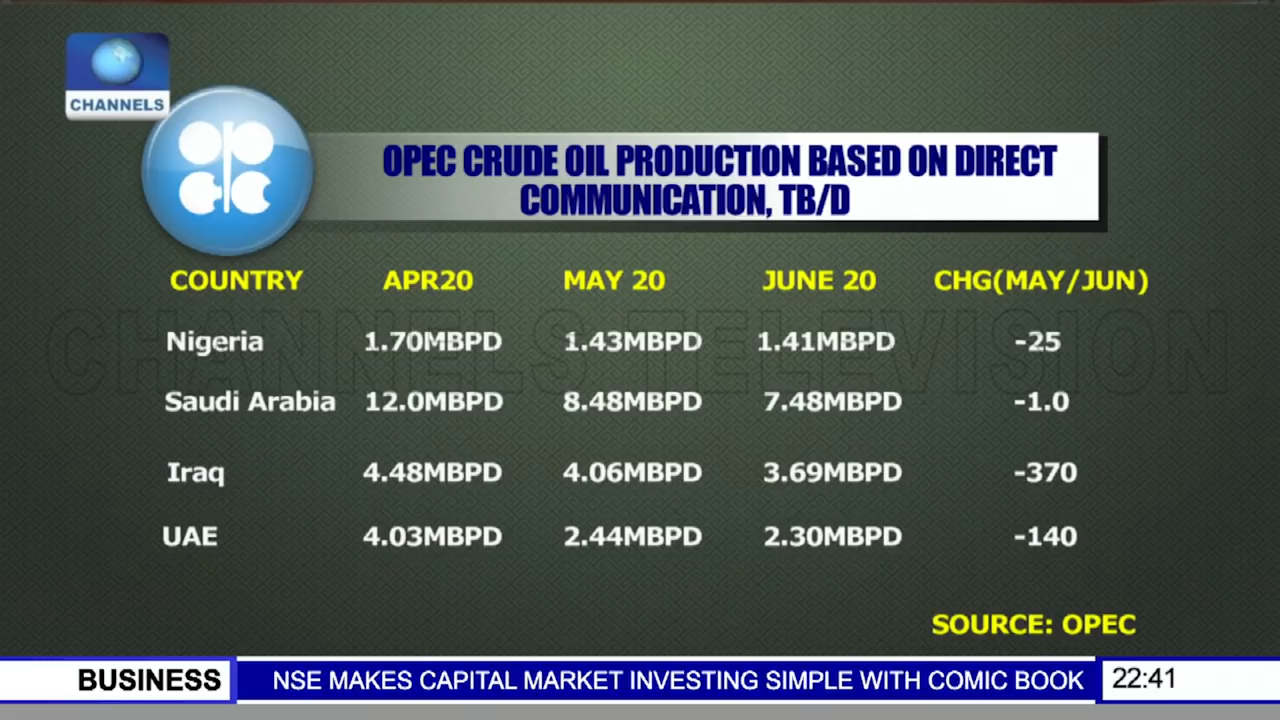 CHANNELS
OPEC
OPEC CRUDE OIL PRODUCTION BASED ON DIRECT
COMMUNICATION, TB/D
COUNTRY APR20 MAY 20 JUNE 20 CHG(MAY/JUN)
CHANNELS TELEVISION
Nigeria 1.70MBPD 1.43MBPD 1.41MBPD -25
Saudi Arabia 12.0MBPD 8.48MBPD 7.48MBPD -1.0
Iraq 4.48MBPD 4.06MBPD 3.69MBPD -370
UAE 4.03MBPD 2.44MBPD 2.30MBPD -140
SOURCE: OPEC
BUSINESS NSE MAKES CAPITAL MARKET INVESTING SIMPLE WITH COMIC BOOK 22:41